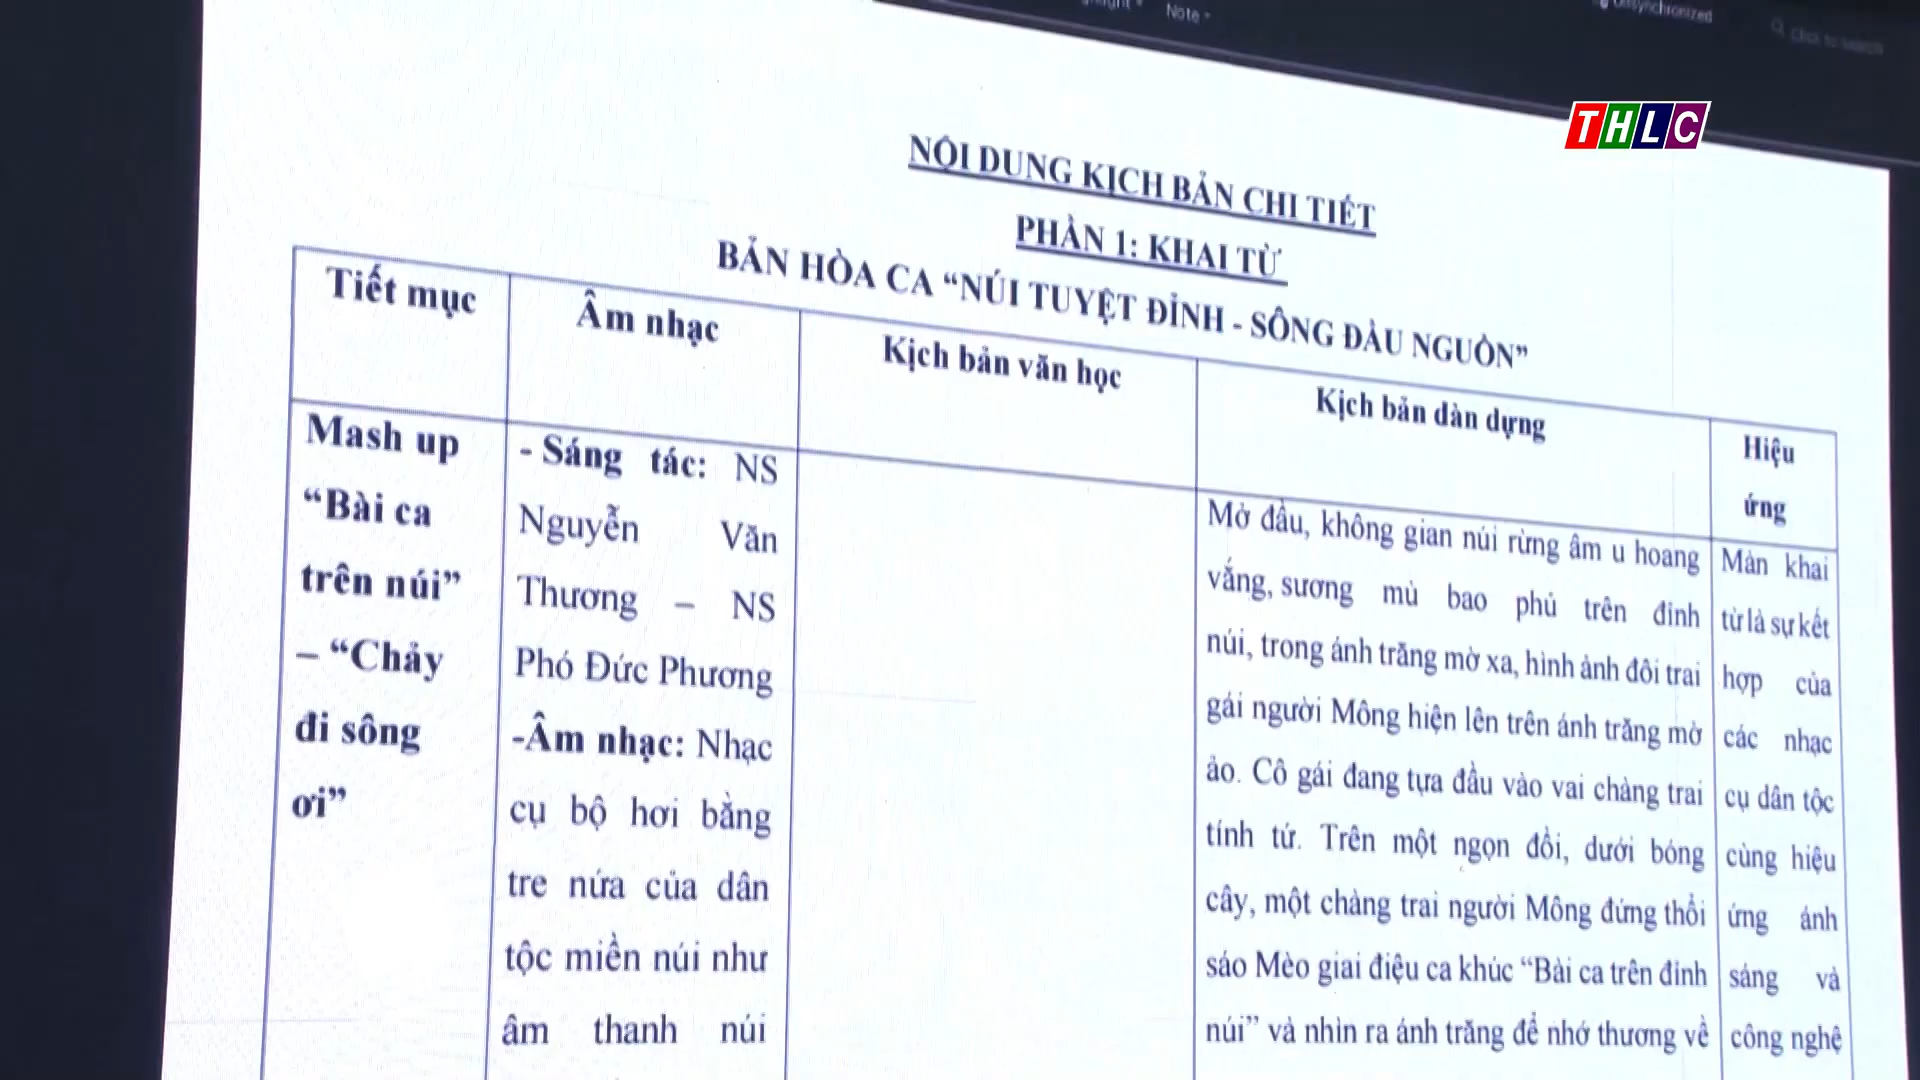 Note
THLC
NỘI DUNG KỊCH BẢN CHI TIẾT
PHẦN 1: KHAI TỪ
BẢN HÒA CA “NÚI TUYỆT ĐỈNH - SÔNG ĐẦU NGUỒN”
Tiết mục
Âm nhạc
Kịch bản văn học
Kịch bản dàn dựng
Hiệu
ứng
Mash up
“Bài ca
trên núi”
– “Chảy
đi sông
ơi”
- Sáng tác: NS
Nguyễn Văn
Thương – NS
Phó Đức Phương
-Âm nhạc: Nhạc
cụ bộ hơi bằng
tre nứa của dân
tộc miền núi như
âm thanh núi
Mở đầu, không gian núi rừng âm u hoang
vắng, sương mù bao phủ trên đỉnh
núi, trong ánh trăng mờ xa, hình ảnh đôi trai
gái người Mông hiện lên trên ánh trăng mờ
ảo. Cô gái đang tựa đầu vào vai chàng trai
tính tứ. Trên một ngọn đồi, dưới bóng
cây, một chàng trai người Mông đứng thổi
sáo Mèo giai điệu ca khúc “Bài ca trên đỉnh
núi” và nhìn ra ánh trăng để nhớ thương về
Màn khai
từ là sự kết
hợp của
các nhạc
cụ dân tộc
cùng hiệu
ứng ánh
sáng và
công nghệ